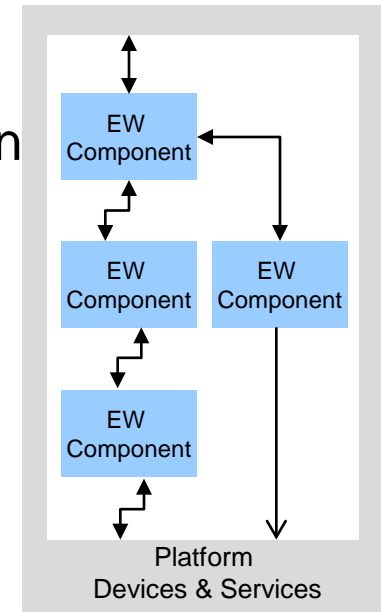 n
EW
Component
EW
Component
EW
Component
EW
Component
Platform
Devices & Services